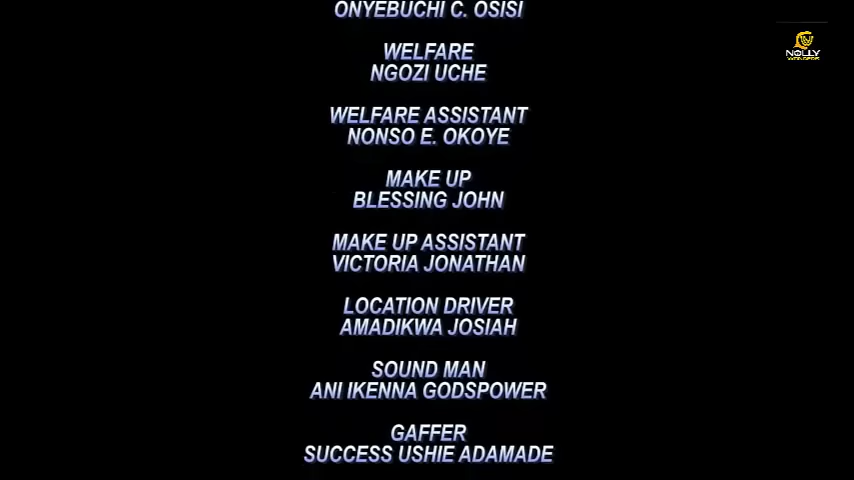 ONYEBUCHI C. OSISI
WELFARE
NGOZI UCHE
WELFARE ASSISTANT
NONSO E. OKOYE
MAKE UP
BLESSING JOHN
MAKE UP ASSISTANT
VICTORIA JONATHAN
LOCATION DRIVER
AMADIKWA JOSIAH
SOUND MAN
ANI IKENNA GODSPOWER
GAFFER
SUCCESS USHIE ADAMADE
NOLLY
WONDERS